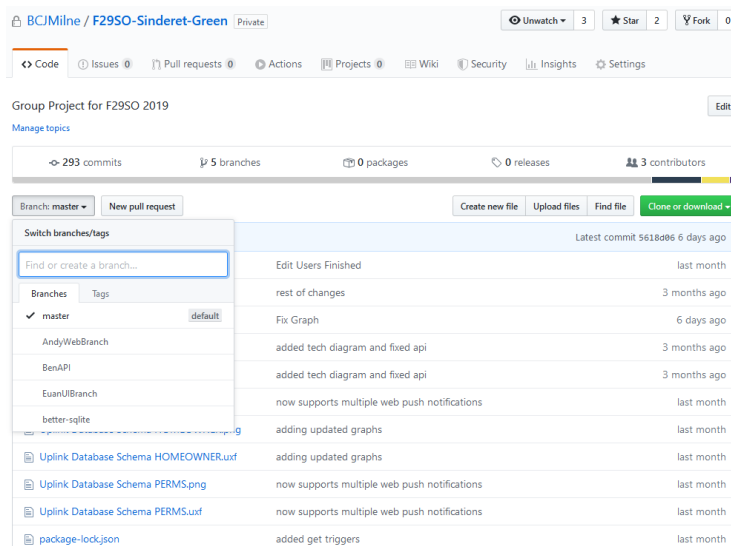 BCJMilne / F29SO-Sinderet-Green Private
Unwatch 3 Star 2 Fork 0
Code Issues 0 Pull requests 0 Actions Projects 0 Wiki Security Insights Settings
Group Project for F29SO 2019
Edit
Manage topics
293 commits 5 branches 0 packages 0 releases 3 contributors
Branch: master New pull request Create new file Upload files Find file Clone or download
Switch branches/tags
Latest commit 5618d06 6 days ago
Find or create a branch...
Edit Users Finished last month
Branches Tags
rest of changes 3 months ago
master default
Fix Graph 6 days ago
AndyWebBranch
added tech diagram and fixed api 3 months ago
BenAPI
added tech diagram and fixed api 3 months ago
EuanUIBranch
now supports multiple web push notifications last month
better-sqlite
adding updated graphs last month
Uplink Database Schema HOMEOWNER.uxf adding updated graphs last month
Uplink Database Schema PERMS.png now supports multiple web push notifications last month
Uplink Database Schema PERMS.uxf now supports multiple web push notifications last month
package-lock.json added get triggers last month